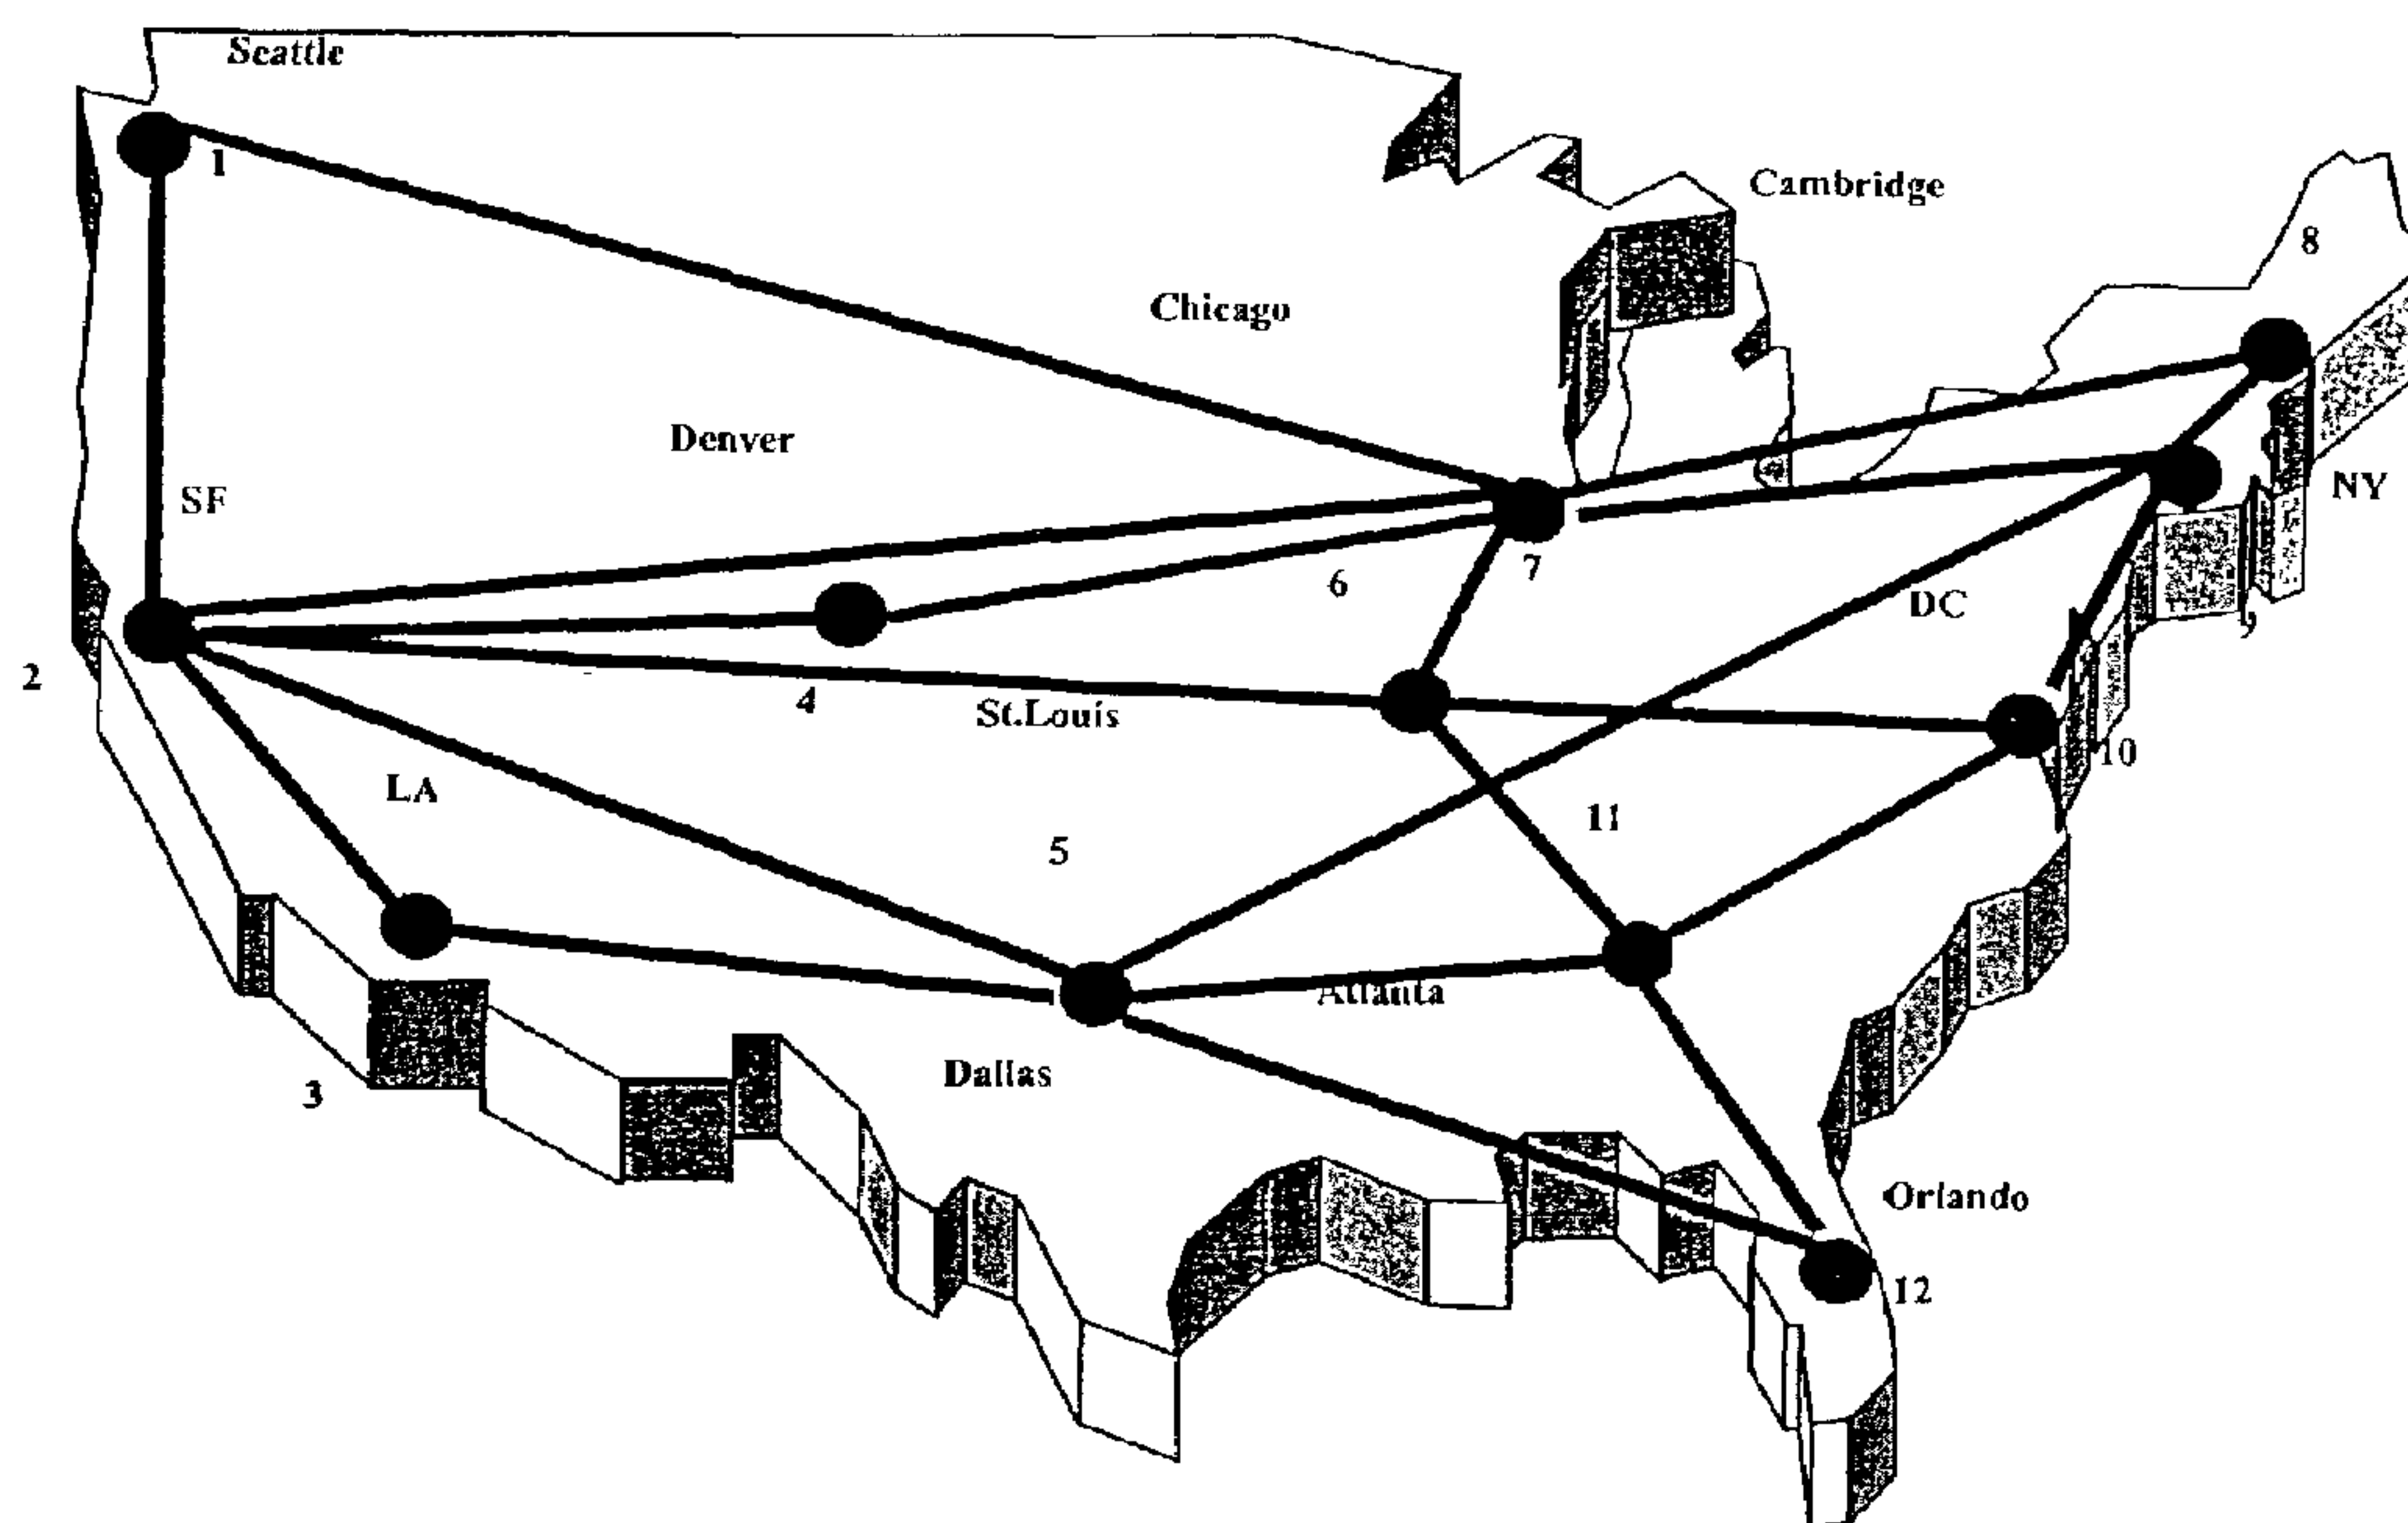 Seattle
1
Cambridge
8
Chicago
Denver
SF
NY
6
7
DC
9
2
4
St.Louis
10
LA
11
5
Atlanta
Dallas
3
Orlando
12